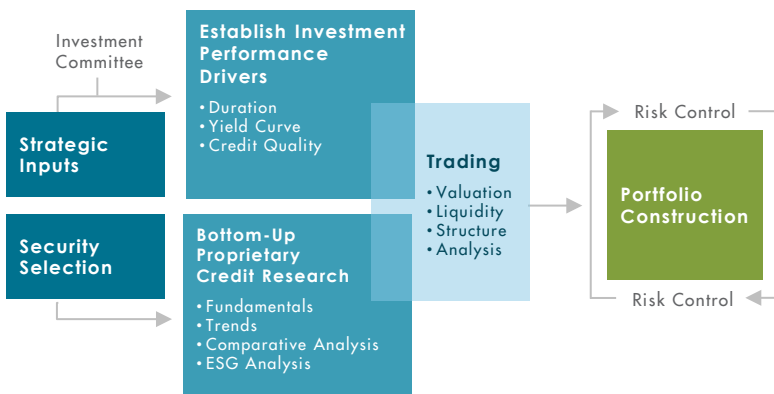 Investment
Committee
Strategic
Inputs
Establish Investment
Performance
Drivers
• Duration
• Yield Curve
• Credit Quality
Security
Selection
Bottom-Up
Proprietary
Credit Research
• Fundamentals
• Trends
• Comparative Analysis
• ESG Analysis
Trading
• Valuation
• Liquidity
• Structure
• Analysis
Risk Control
Portfolio
Construction
Risk Control